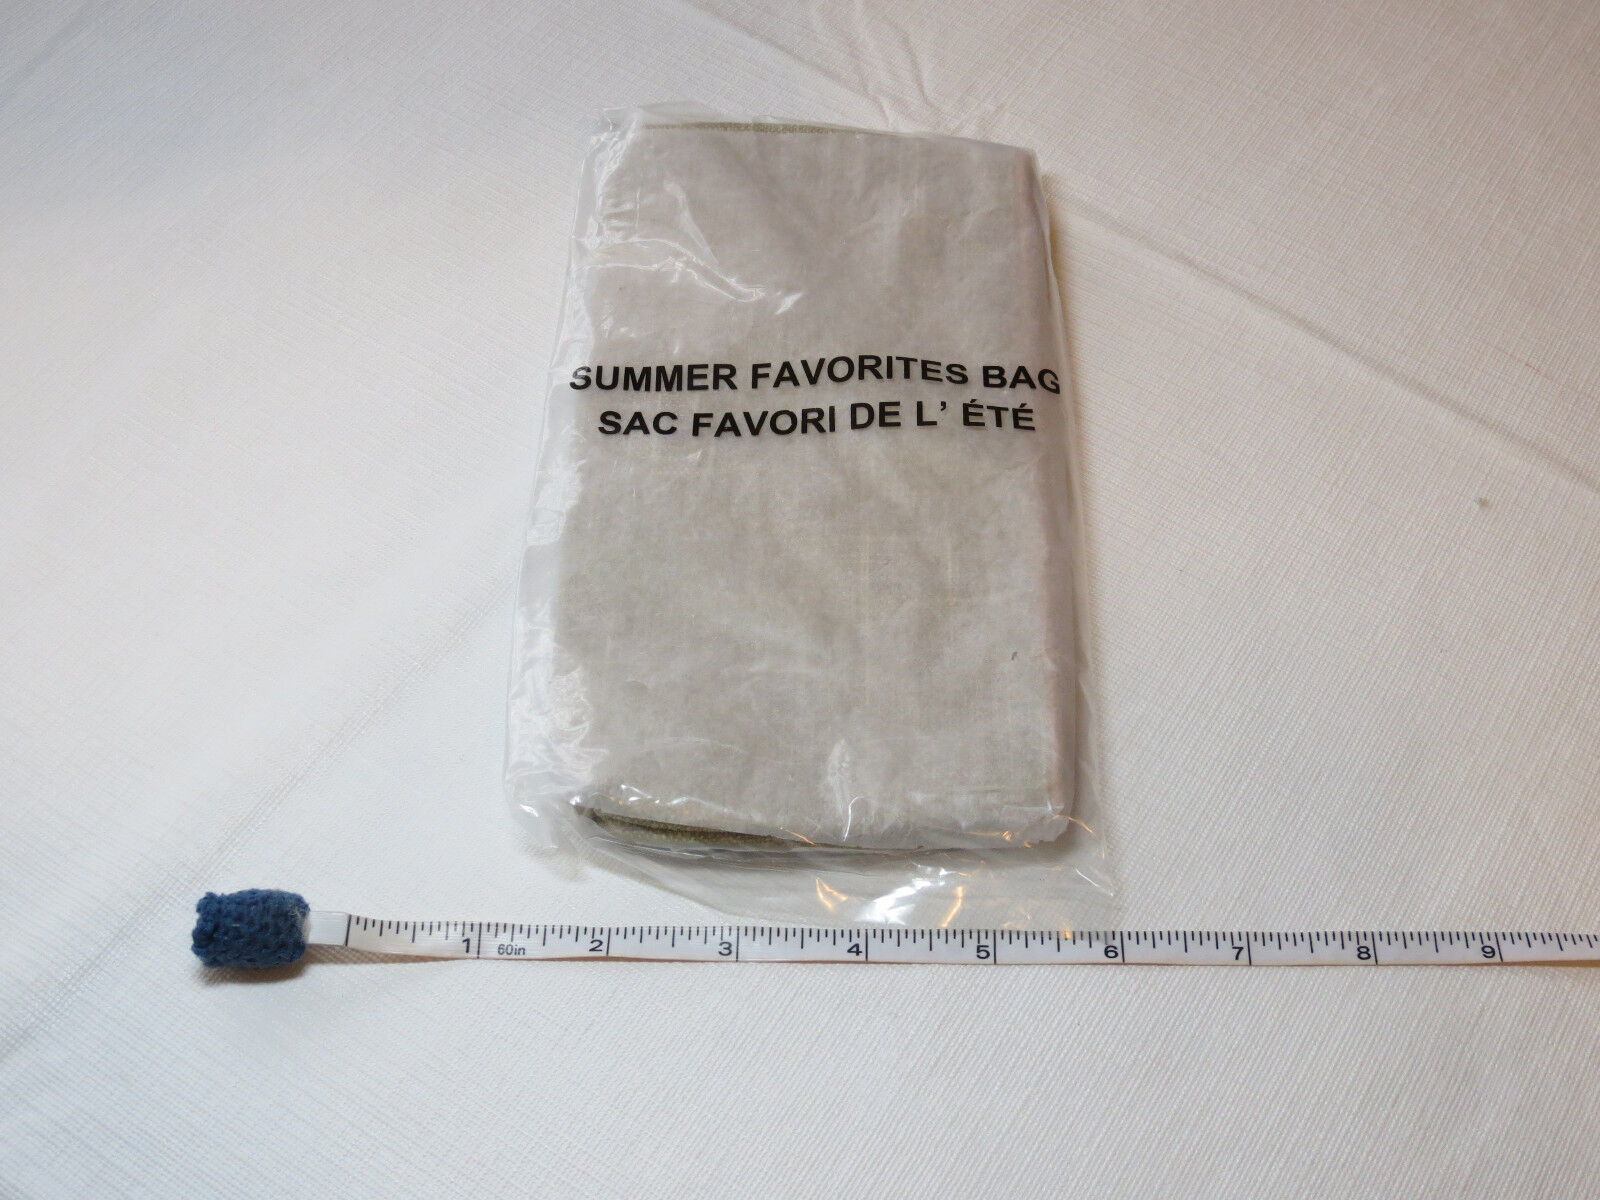 SUMMER FAVORITES BAG
SAC FAVORI DE L' ÉTÉ
1 60in 2 3 4 5 6 7 8 9